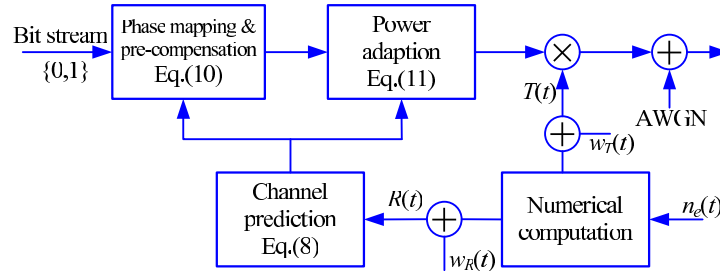 Bit stream
{0,1}
Phase mapping &
pre-compensation
Eq.(10)
Power
adaption
Eq.(11)
×
+
T(t)
AWGN
+
w_T(t)
Channel
prediction
Eq.(8)
R(t)
+
w_R(t)
Numerical
computation
n_e(t)